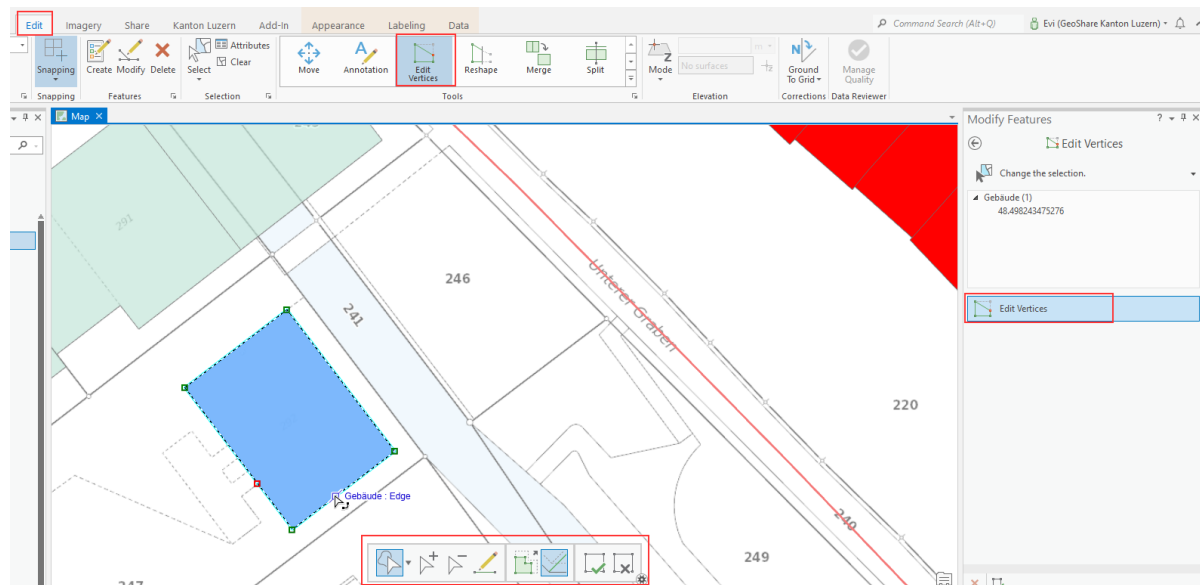 Edit Imagery Share Kanton Luzern Add-In Appearance Labeling Data Command Search (Alt+Q) Evi (GeoShare Kanton Luzern)
Attributes
Clear
Snapping Create Modify Delete Select Move Annotation Edit Vertices Reshape Merge Split Mode No surfaces m Ground To Grid Manage Quality
Snapping Features Selection Tools Elevation Corrections Data Reviewer
Map
Modify Features
Edit Vertices
Change the selection.
Gebäude (1)
48.498243475276
Edit Vertices
291
246
241
Unterer Graben
220
Gebäude : Edge
240
249
247